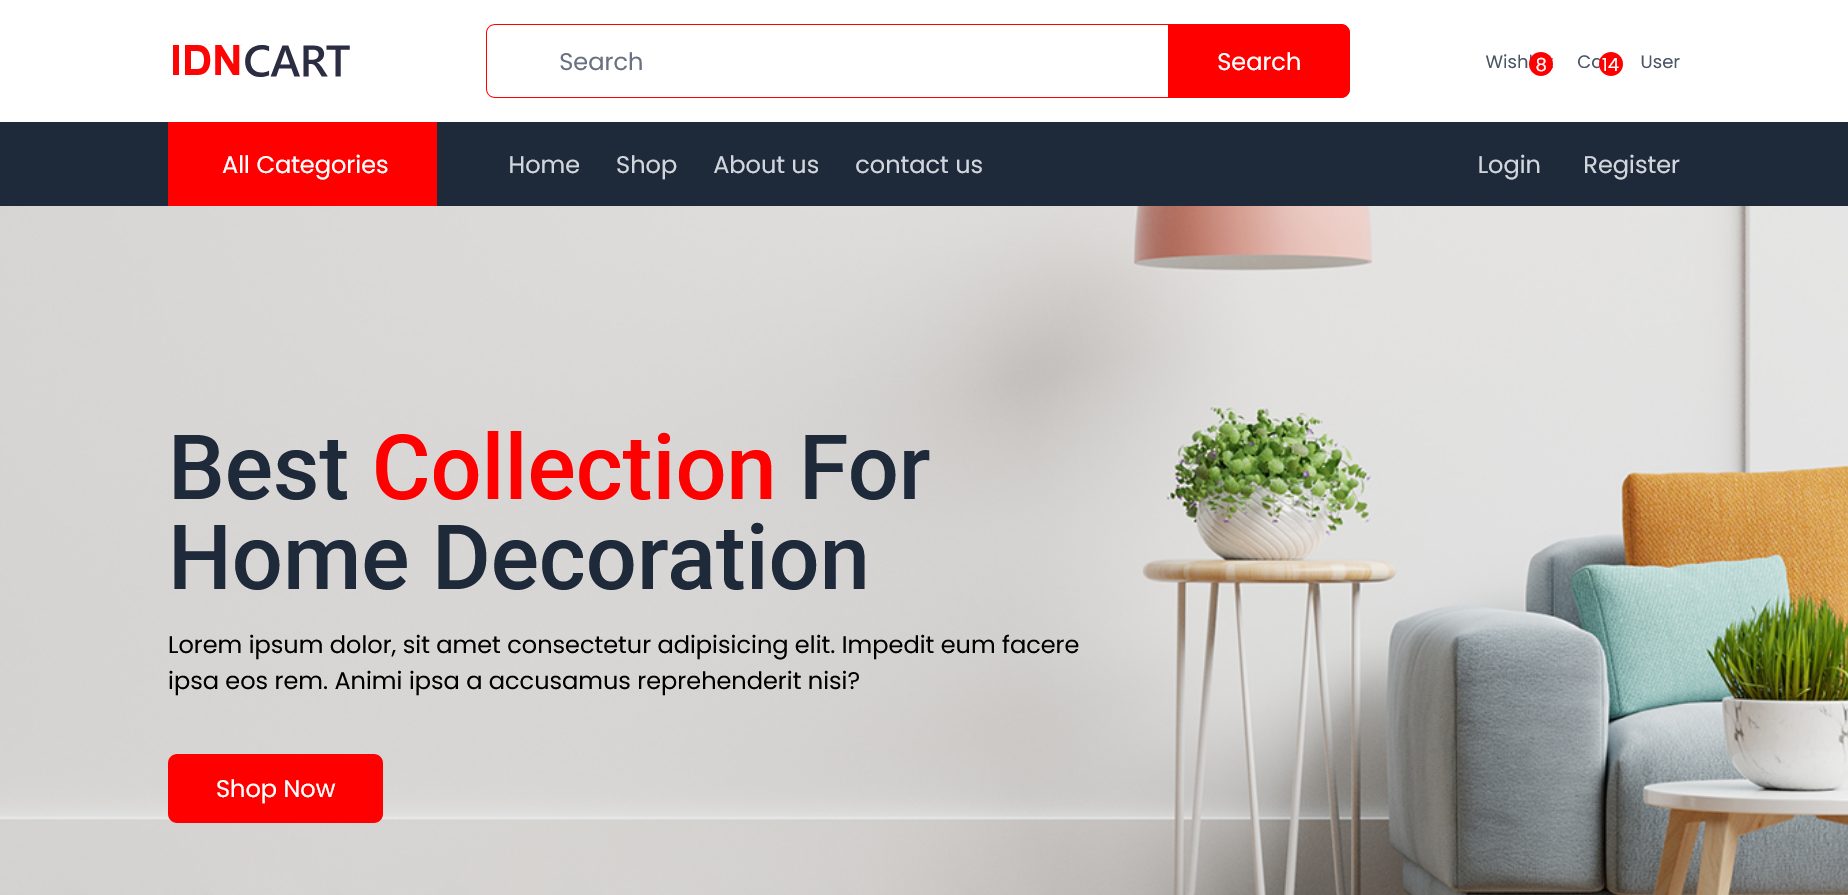 IDNCART
Search
Search
Wish 8
14
User
All Categories
Home
Shop
About us
contact us
Login
Register
Best Collection For
Home Decoration
Lorem ipsum dolor, sit amet consectetur adipisicing elit. Impedit eum facere
ipsa eos rem. Animi ipsa a accusamus reprehenderit nisi?
Shop Now